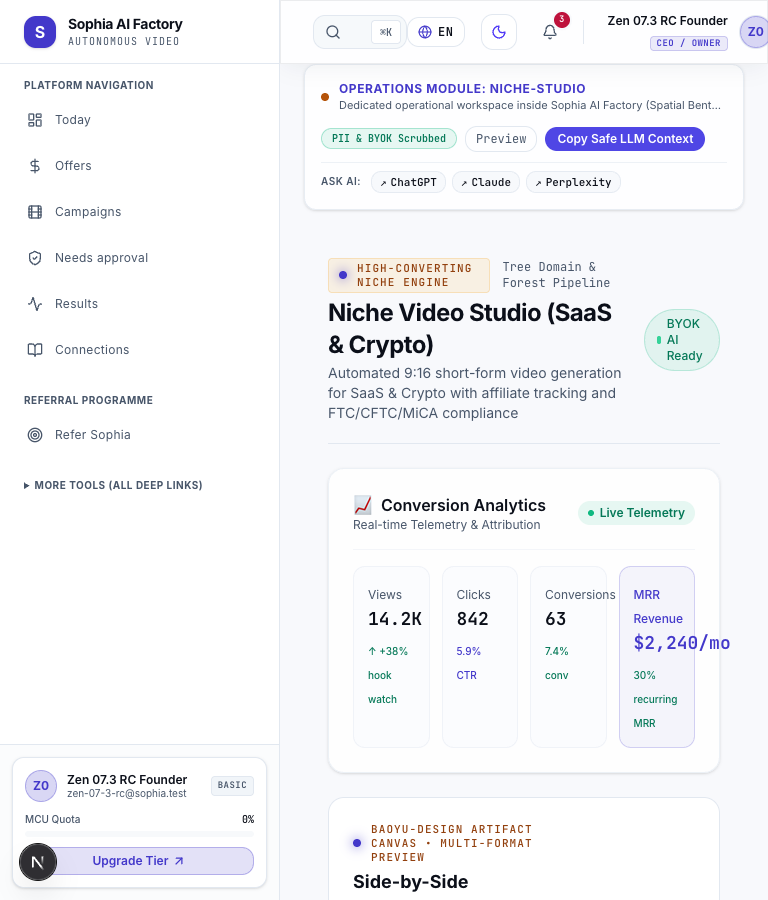 S
Sophia AI Factory
AUTONOMOUS VIDEO
PLATFORM NAVIGATION
Today
Offers
Campaigns
Needs approval
Results
Connections
REFERRAL PROGRAMME
Refer Sophia
▸ MORE TOOLS (ALL DEEP LINKS)
ZO
Zen 07.3 RC Founder
zen-07-3-rc@sophia.test
BASIC
MCU Quota
0%
N
Upgrade Tier ↗
⌘K
EN
3
Zen 07.3 RC Founder
CEO / OWNER
ZO
OPERATIONS MODULE: NICHE-STUDIO
Dedicated operational workspace inside Sophia AI Factory (Spatial Bent...
PII & BYOK Scrubbed
Preview
Copy Safe LLM Context
ASK AI:
↗ ChatGPT
↗ Claude
↗ Perplexity
HIGH-CONVERTING
NICHE ENGINE
Tree Domain &
Forest Pipeline
Niche Video Studio (SaaS
& Crypto)
Automated 9:16 short-form video generation
for SaaS & Crypto with affiliate tracking and
FTC/CFTC/MiCA compliance
BYOK
AI
Ready
Conversion Analytics
Real-time Telemetry & Attribution
Live Telemetry
Views
14.2K
↑ +38%
hook
watch
Clicks
842
5.9%
CTR
Conversions
63
7.4%
conv
MRR
Revenue
$2,240/mo
30%
recurring
MRR
BAOYU-DESIGN ARTIFACT
CANVAS • MULTI-FORMAT
PREVIEW
Side-by-Side